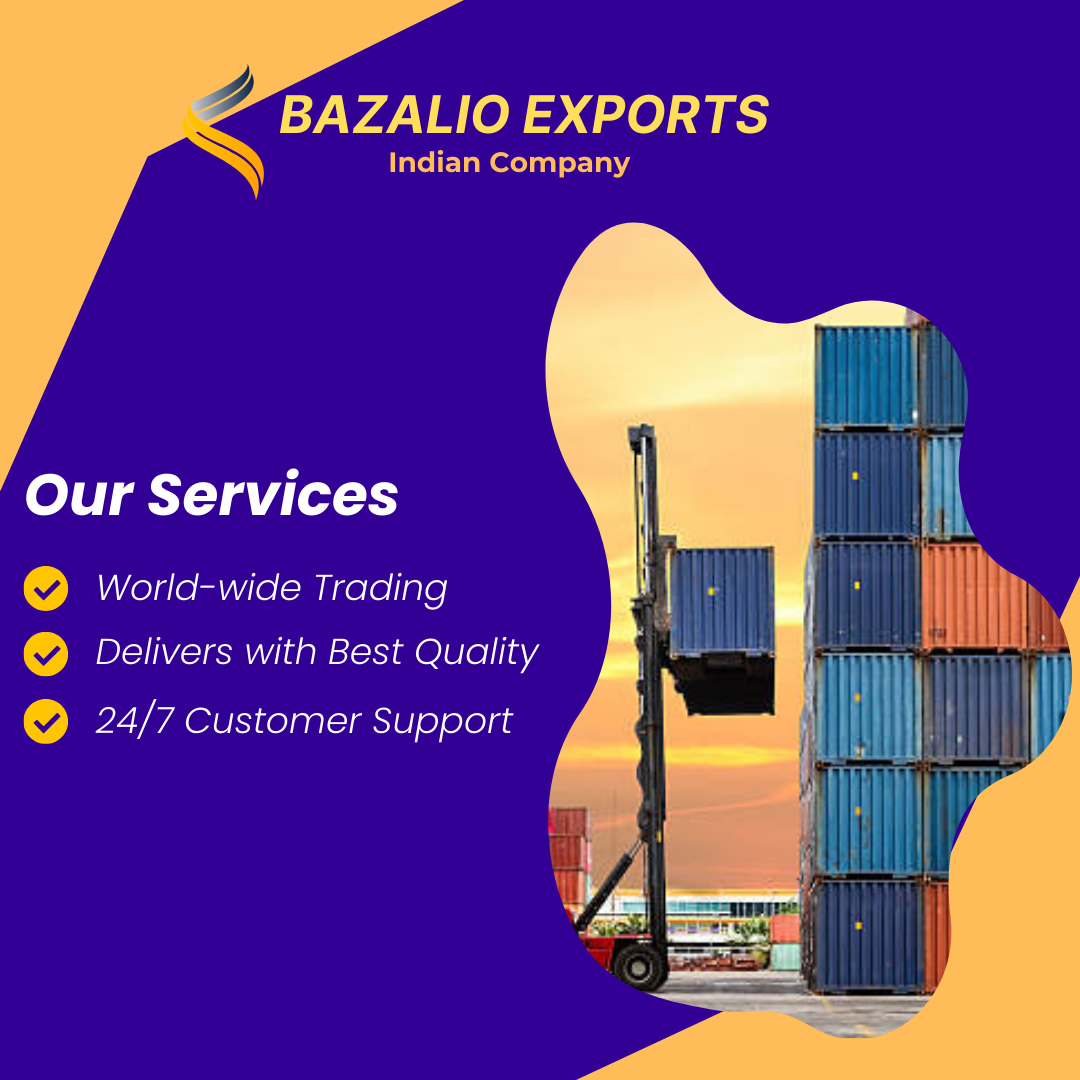 BAZALIO EXPORTS
Indian Company
Our Services
World-wide Trading
Delivers with Best Quality
24/7 Customer Support